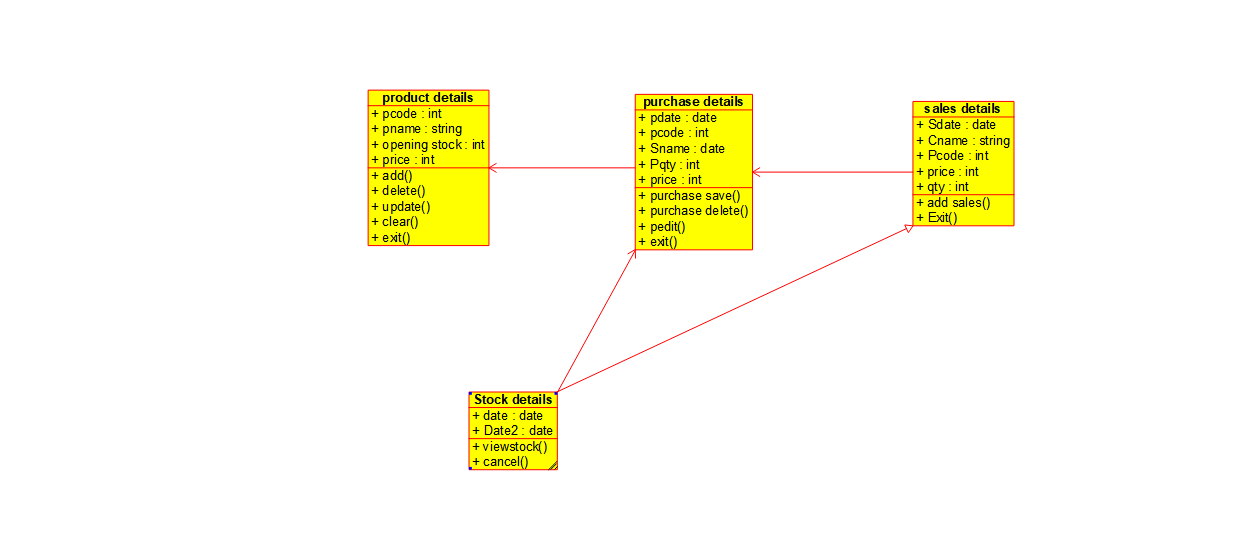 product details
+ pcode : int
+ pname : string
+ opening stock : int
+ price : int
+ add()
+ delete()
+ update()
+ clear()
+ exit()
purchase details
+ pdate : date
+ pcode : int
+ Sname : date
+ Pqty : int
+ price : int
+ purchase save()
+ purchase delete()
+ pedit()
+ exit()
sales details
+ Sdate : date
+ Cname : string
+ Pcode : int
+ price : int
+ qty : int
+ add sales()
+ Exit()
Stock details
+ date : date
+ Date2 : date
+ viewstock()
+ cancel()